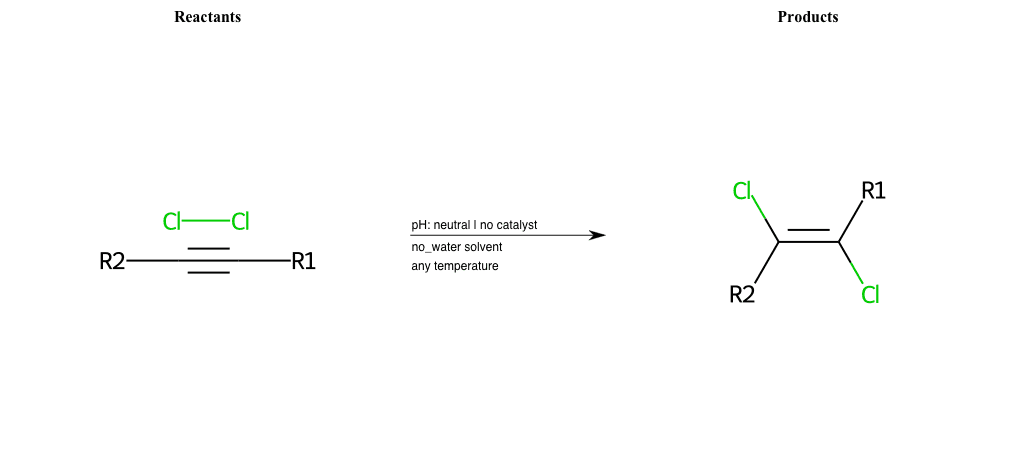 Reactants
Products
Cl Cl
R2 R1
pH: neutral | no catalyst
no_water solvent
any temperature
Cl R1
R2 Cl